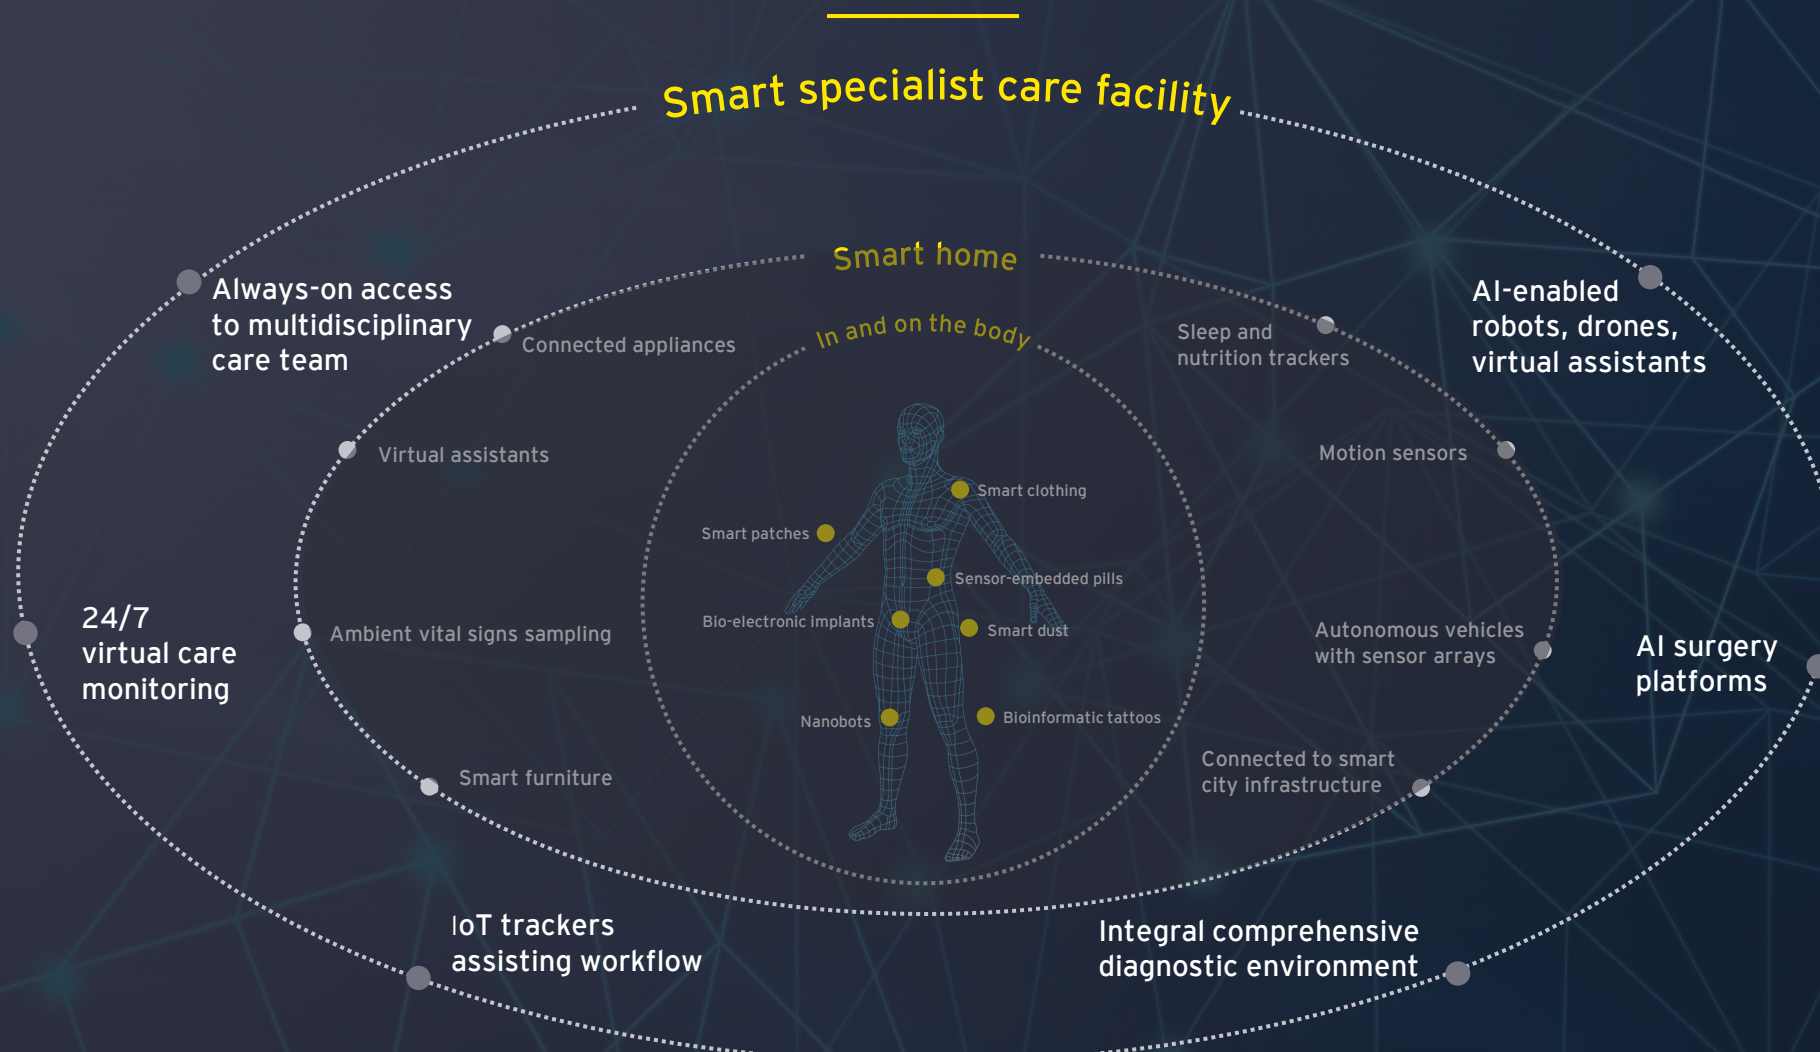 Smart specialist care facility
Smart home
In and on the body
Always-on access
to multidisciplinary
care team
AI-enabled
robots, drones,
virtual assistants
Connected appliances
Sleep and
nutrition trackers
Virtual assistants
Motion sensors
Smart clothing
Smart patches
Sensor-embedded pills
Bio-electronic implants
Smart dust
24/7
virtual care
monitoring
Ambient vital signs sampling
Autonomous vehicles
with sensor arrays
AI surgery
platforms
Nanobots
Bioinformatic tattoos
Smart furniture
Connected to smart
city infrastructure
IoT trackers
assisting workflow
Integral comprehensive
diagnostic environment